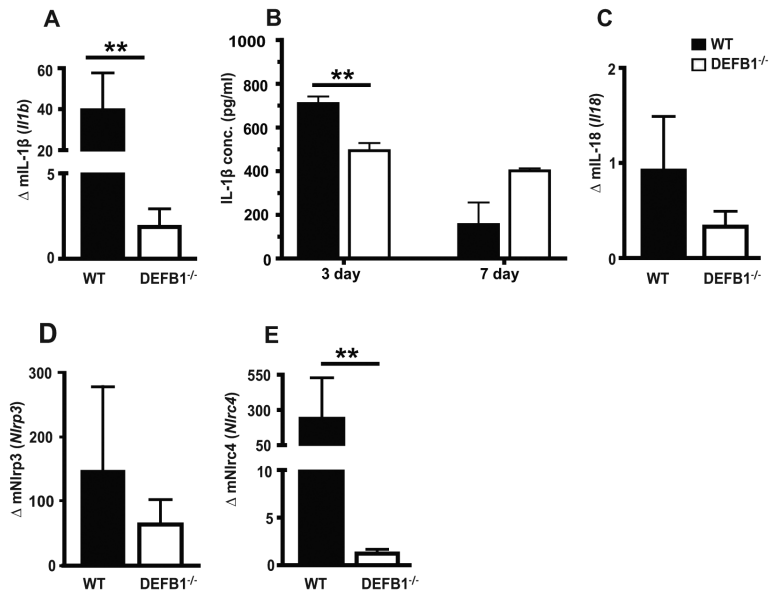 A
**
Δ mIL-1β (Il1b)
60
40
20
5
0
WT DEFB1-/-
B
**
IL-1β conc. (pg/ml)
1000
800
600
400
200
0
3 day 7 day
C
WT
DEFB1-/-
Δ mIL-18 (Il18)
2
1
0
WT DEFB1-/-
D
Δ mNlrp3 (Nlrp3)
300
200
100
0
WT DEFB1-/-
E
**
Δ mNlrc4 (Nlrc4)
550
300
50
10
5
0
WT DEFB1-/-